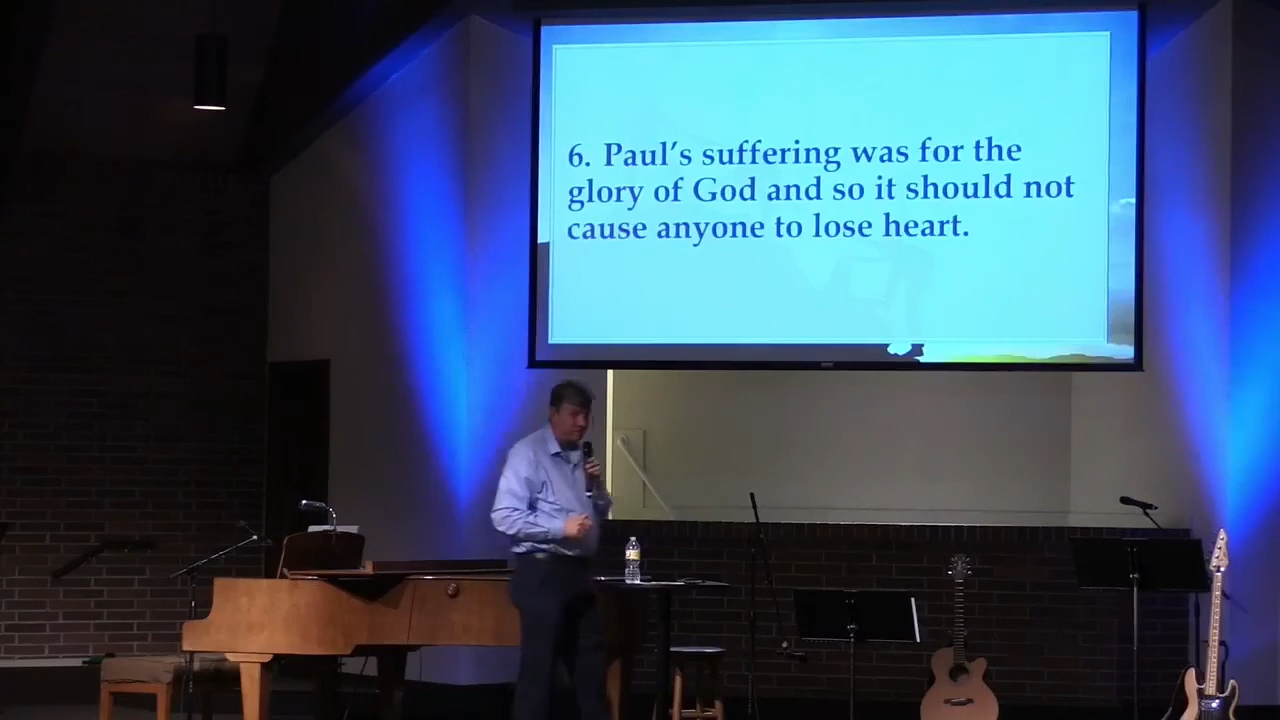 6. Paul’s suffering was for the
glory of God and so it should not
cause anyone to lose heart.